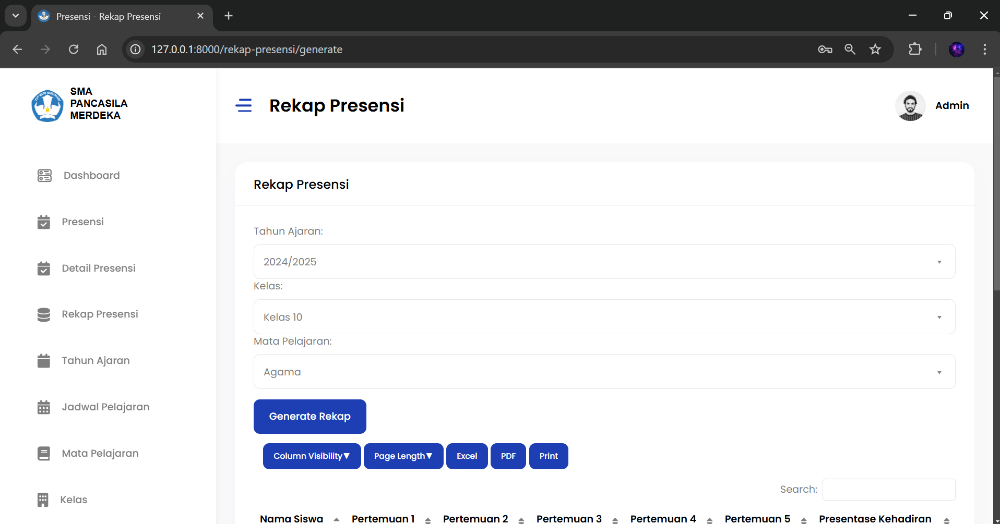 Presensi - Rekap Presensi
127.0.0.1:8000/rekap-presensi/generate
SMA
PANCASILA
MERDEKA
Rekap Presensi
Admin
Dashboard
Presensi
Detail Presensi
Rekap Presensi
Tahun Ajaran
Jadwal Pelajaran
Mata Pelajaran
Kelas
Rekap Presensi
Tahun Ajaran:
2024/2025
Kelas:
Kelas 10
Mata Pelajaran:
Agama
Generate Rekap
Column Visibility▼ Page Length▼ Excel PDF Print
Search:
Nama Siswa Pertemuan 1 Pertemuan 2 Pertemuan 3 Pertemuan 4 Pertemuan 5 Presentase Kehadiran